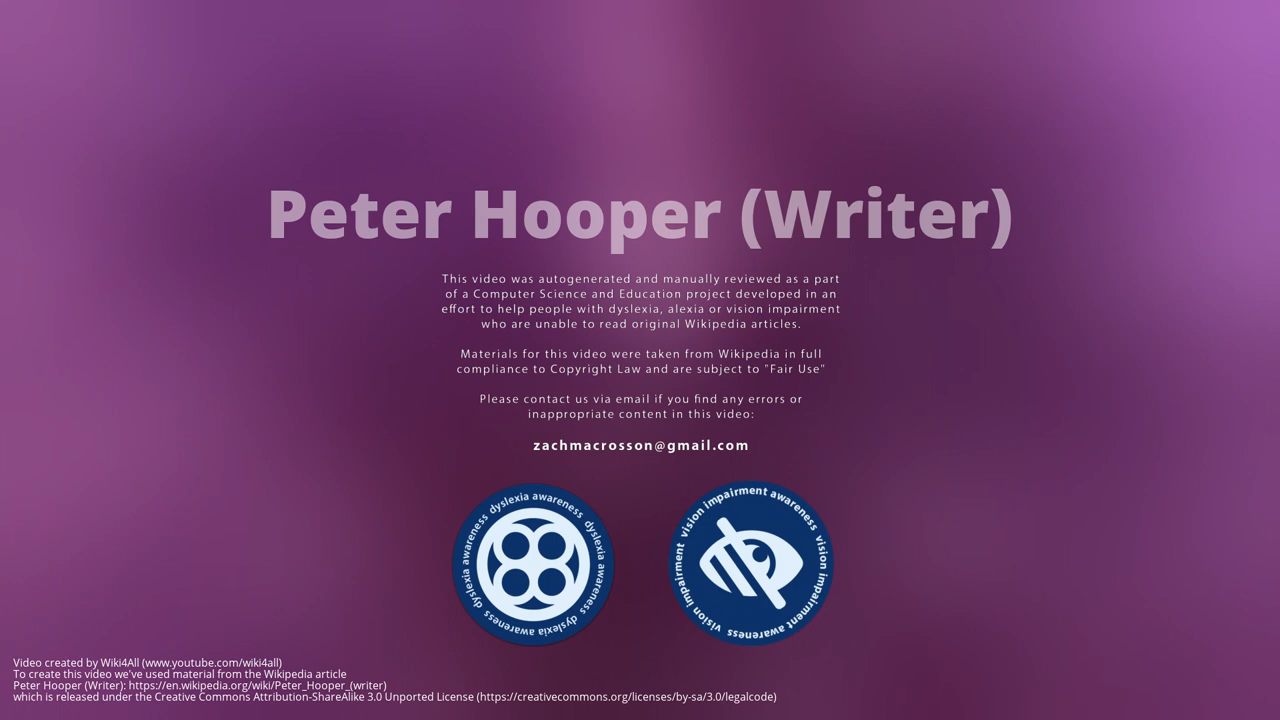 Peter Hooper (Writer)
This video was autogenerated and manually reviewed as a part
of a Computer Science and Education project developed in an
effort to help people with dyslexia, alexia or vision impairment
who are unable to read original Wikipedia articles.
Materials for this video were taken from Wikipedia in full
compliance to Copyright Law and are subject to "Fair Use"
Please contact us via email if you find any errors or
inappropriate content in this video:
zachmacrosson@gmail.com
dyslexia awareness dyslexia awareness dyslexia awareness dyslexia awareness
vision impairment awareness vision impairment awareness vision impairment
Video created by Wiki4All (www.youtube.com/wiki4all)
To create this video we've used material from the Wikipedia article
Peter Hooper (Writer): https://en.wikipedia.org/wiki/Peter_Hooper_(writer)
which is released under the Creative Commons Attribution-ShareAlike 3.0 Unported License (https://creativecommons.org/licenses/by-sa/3.0/legalcode)